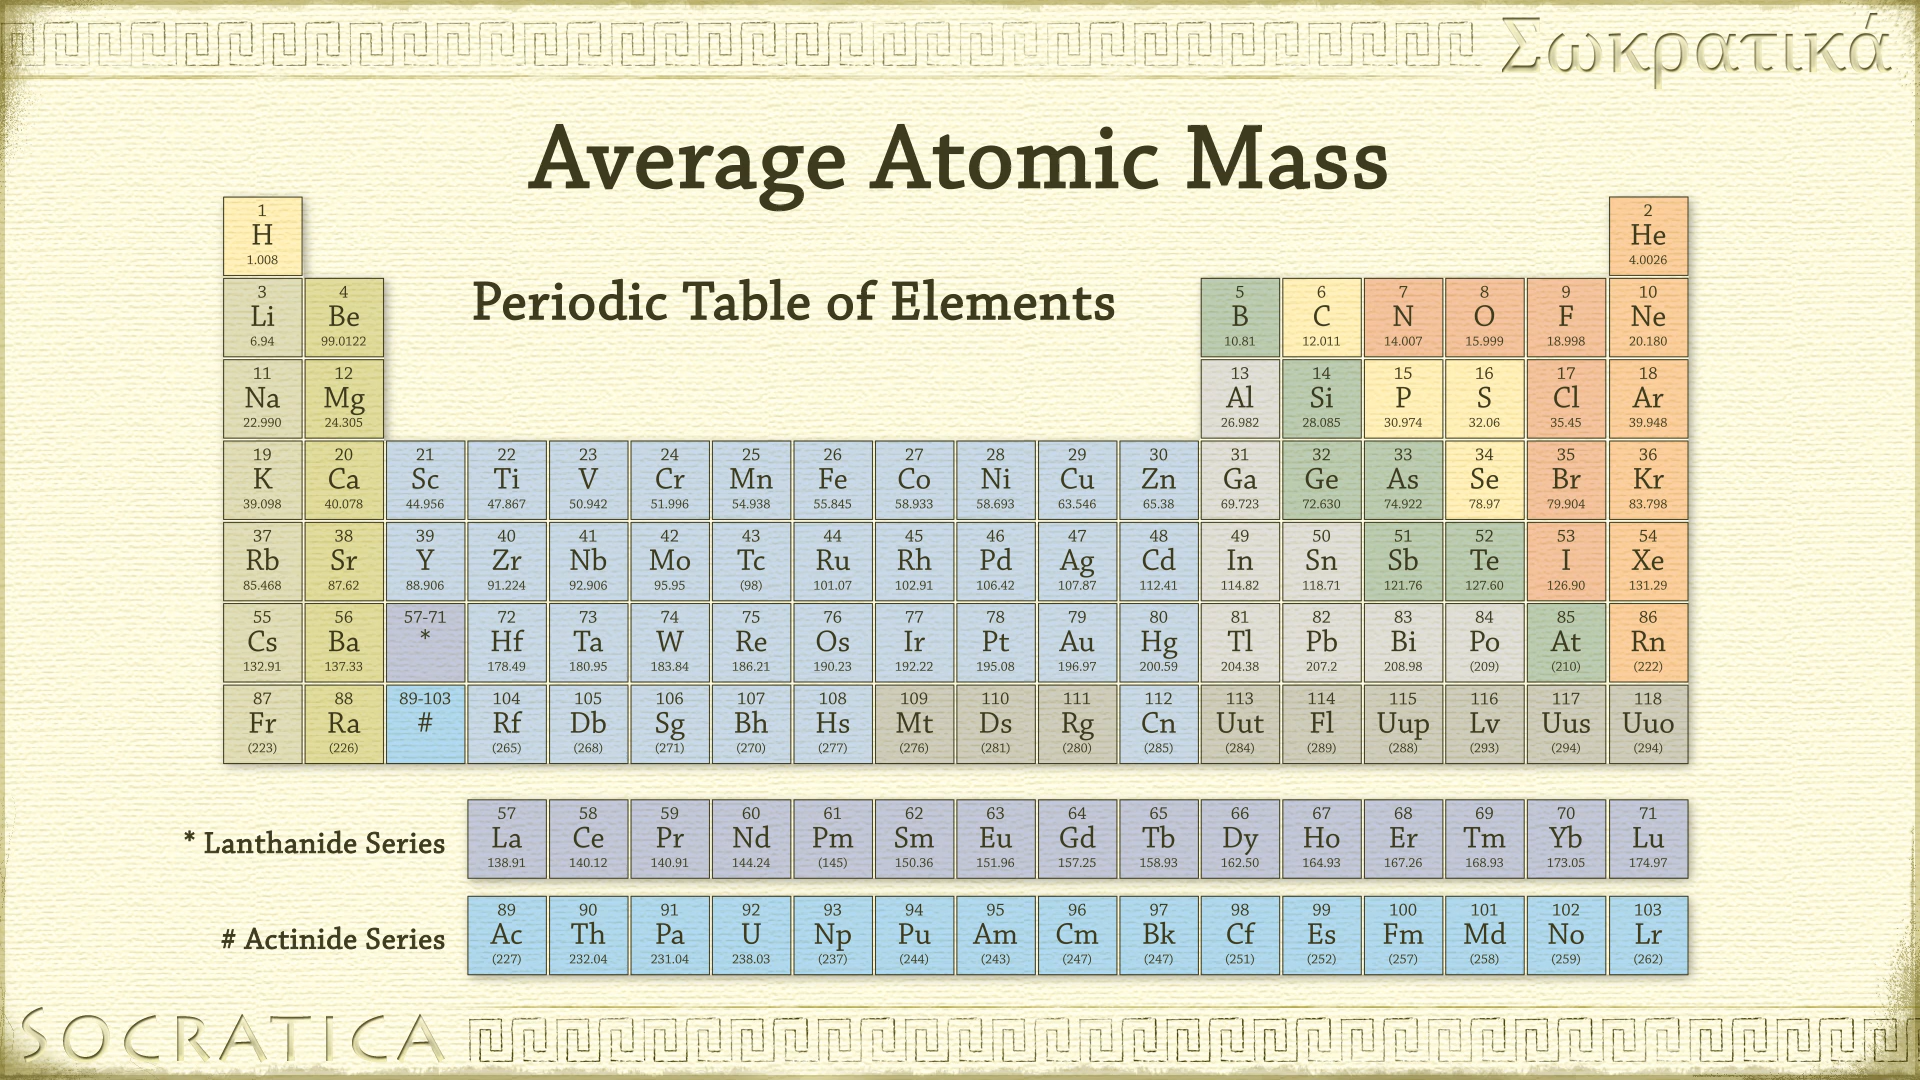 Σωκρατικά
Average Atomic Mass
1 2
H He
1.008 4.0026
Periodic Table of Elements
3 4 5 6 7 8 9 10
Li Be B C N O F Ne
6.94 99.0122 10.81 12.011 14.007 15.999 18.998 20.180
11 12 13 14 15 16 17 18
Na Mg Al Si P S Cl Ar
22.990 24.305 26.982 28.085 30.974 32.06 35.45 39.948
19 20 21 22 23 24 25 26 27 28 29 30 31 32 33 34 35 36
K Ca Sc Ti V Cr Mn Fe Co Ni Cu Zn Ga Ge As Se Br Kr
39.098 40.078 44.956 47.867 50.942 51.996 54.938 55.845 58.933 58.693 63.546 65.38 69.723 72.630 74.922 78.97 79.904 83.798
37 38 39 40 41 42 43 44 45 46 47 48 49 50 51 52 53 54
Rb Sr Y Zr Nb Mo Tc Ru Rh Pd Ag Cd In Sn Sb Te I Xe
85.468 87.62 88.906 91.224 92.906 95.95 (98) 101.07 102.91 106.42 107.87 112.41 114.82 118.71 121.76 127.60 126.90 131.29
55 56 57-71 72 73 74 75 76 77 78 79 80 81 82 83 84 85 86
Cs Ba * Hf Ta W Re Os Ir Pt Au Hg Tl Pb Bi Po At Rn
132.91 137.33 178.49 180.95 183.84 186.21 190.23 192.22 195.08 196.97 200.59 204.38 207.2 208.98 (209) (210) (222)
87 88 89-103 104 105 106 107 108 109 110 111 112 113 114 115 116 117 118
Fr Ra # Rf Db Sg Bh Hs Mt Ds Rg Cn Uut Fl Uup Lv Uus Uuo
(223) (226) (265) (268) (271) (270) (277) (276) (281) (280) (285) (284) (289) (288) (293) (294) (294)
57 58 59 60 61 62 63 64 65 66 67 68 69 70 71
* Lanthanide Series La Ce Pr Nd Pm Sm Eu Gd Tb Dy Ho Er Tm Yb Lu
138.91 140.12 140.91 144.24 (145) 150.36 151.96 157.25 158.93 162.50 164.93 167.26 168.93 173.05 174.97
89 90 91 92 93 94 95 96 97 98 99 100 101 102 103
# Actinide Series Ac Th Pa U Np Pu Am Cm Bk Cf Es Fm Md No Lr
(227) 232.04 231.04 238.03 (237) (244) (243) (247) (247) (251) (252) (257) (258) (259) (262)
SOCRATICA